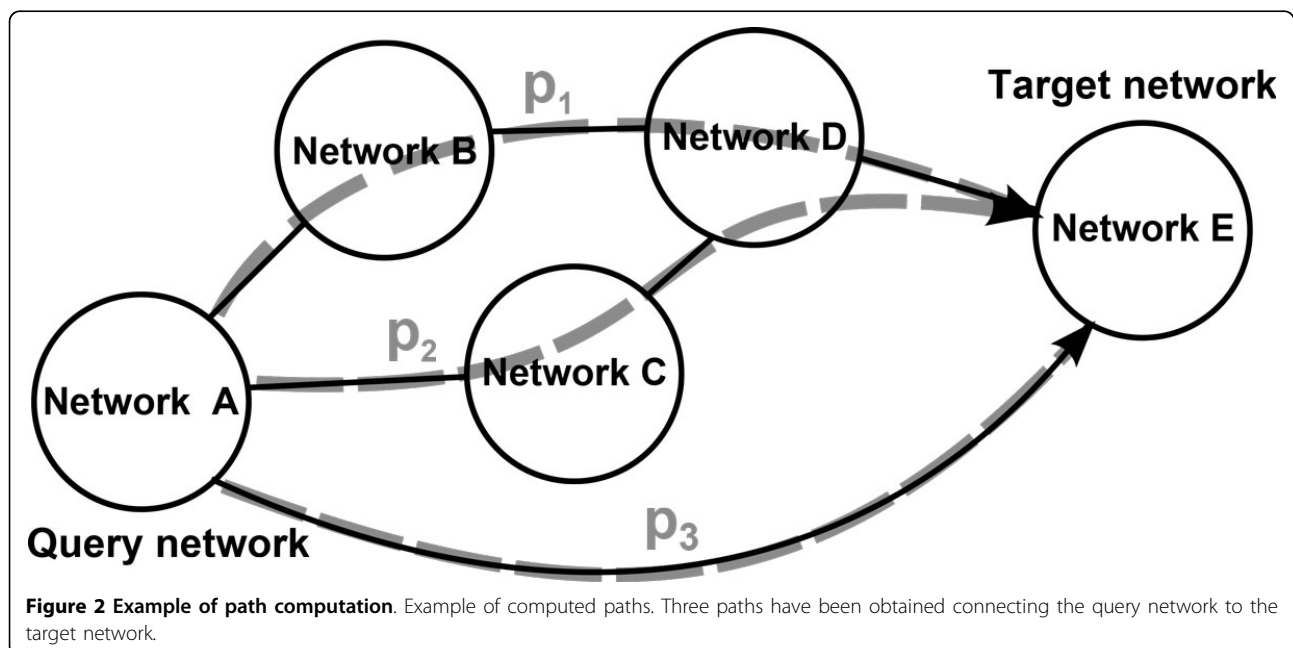 p1
Target network
Network B
Network D
Network E
p2
Network C
Network A
p3
Query network
Figure 2 Example of path computation. Example of computed paths. Three paths have been obtained connecting the query network to the
target network.